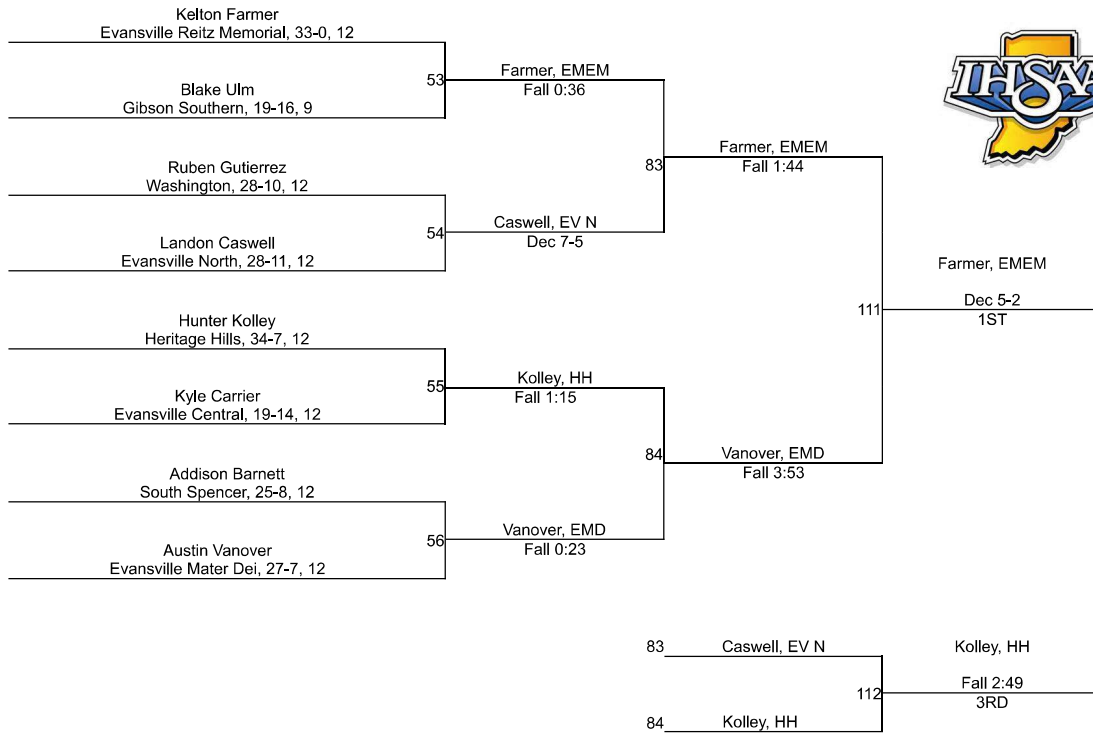 Kelton Farmer
Evansville Reitz Memorial, 33-0, 12
53
Farmer, EMEM
Fall 0:36
Blake Ulm
Gibson Southern, 19-16, 9
IHSAA
83
Farmer, EMEM
Fall 1:44
Ruben Gutierrez
Washington, 28-10, 12
54
Caswell, EV N
Dec 7-5
Landon Caswell
Evansville North, 28-11, 12
111
Farmer, EMEM
Dec 5-2
1ST
Hunter Kolley
Heritage Hills, 34-7, 12
55
Kolley, HH
Fall 1:15
Kyle Carrier
Evansville Central, 19-14, 12
84
Vanover, EMD
Fall 3:53
Addison Barnett
South Spencer, 25-8, 12
56
Vanover, EMD
Fall 0:23
Austin Vanover
Evansville Mater Dei, 27-7, 12
83
Caswell, EV N
112
Kolley, HH
Fall 2:49
3RD
84
Kolley, HH